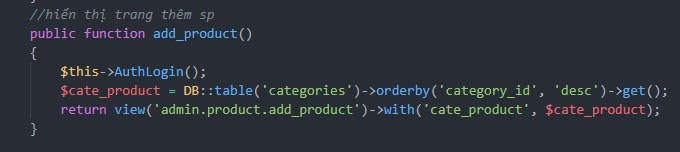 //hiển thị trang thêm sp
public function add_product()
{
$this->AuthLogin();
$cate_product = DB::table('categories')->orderby('category_id', 'desc')->get();
return view('admin.product.add_product')->with('cate_product', $cate_product);
}